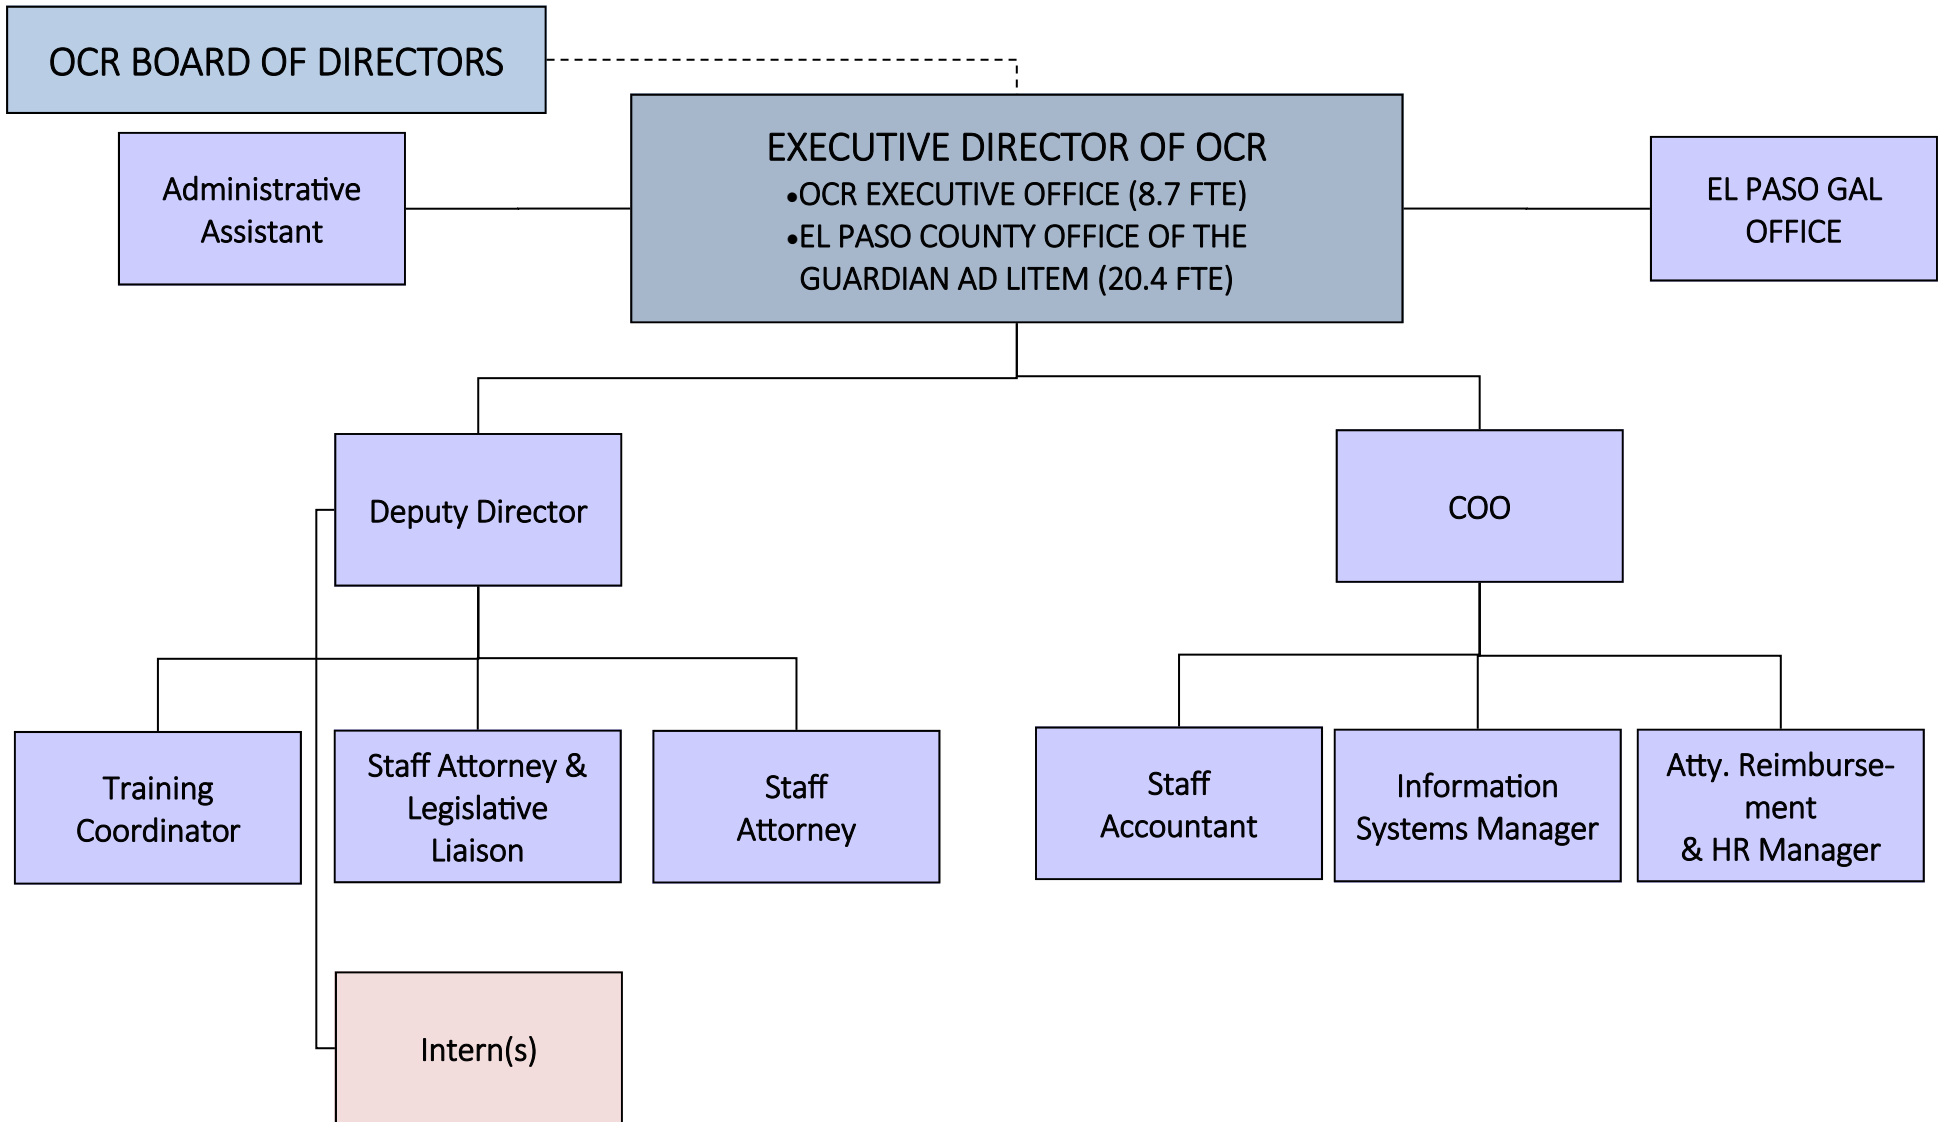 OCR BOARD OF DIRECTORS
EXECUTIVE DIRECTOR OF OCR
•OCR EXECUTIVE OFFICE (8.7 FTE)
•EL PASO COUNTY OFFICE OF THE
GUARDIAN AD LITEM (20.4 FTE)
Administrative
Assistant
EL PASO GAL
OFFICE
Deputy Director
COO
Training
Coordinator
Staff Attorney &
Legislative
Liaison
Staff
Attorney
Staff
Accountant
Information
Systems Manager
Atty. Reimburse-
ment
& HR Manager
Intern(s)